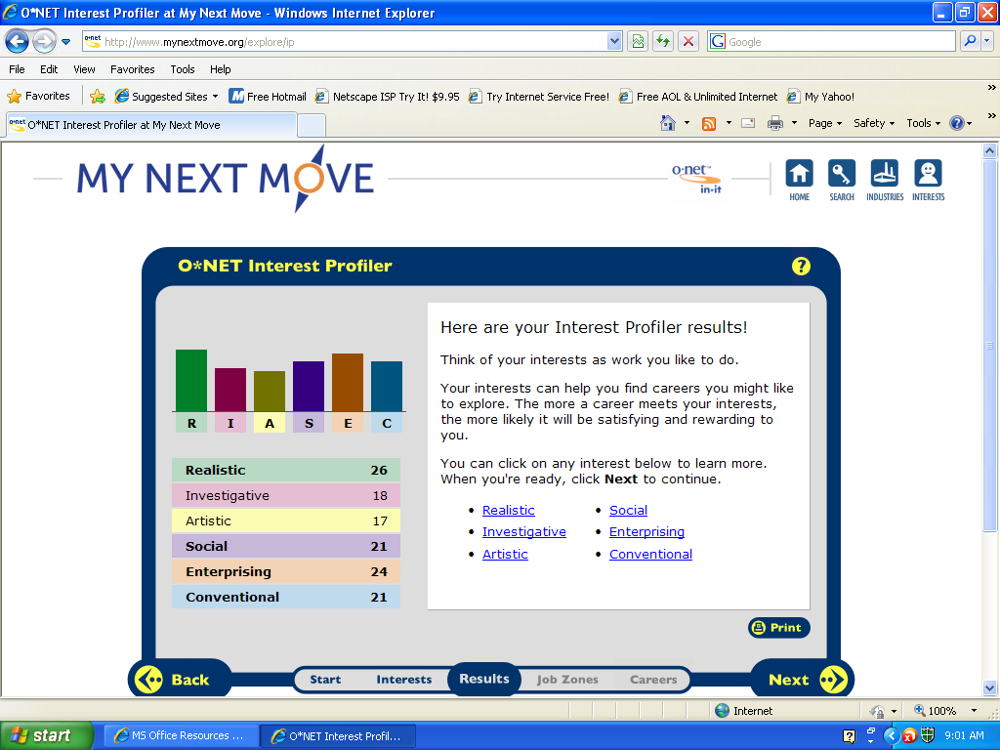 O*NET Interest Profiler at My Next Move - Windows Internet Explorer
o·net http://www.mynextmove.org/explore/ip
G Google
File Edit View Favorites Tools Help
Favorites Suggested Sites Free Hotmail Netscape ISP Try It! $9.95 Try Internet Service Free! Free AOL & Unlimited Internet My Yahoo! »
o·net O*NET Interest Profiler at My Next Move Page Safety Tools »
MY NEXT MOVE
o·net™ in-it
HOME SEARCH INDUSTRIES INTERESTS
O*NET Interest Profiler ?
R I A S E C
Realistic 26
Investigative 18
Artistic 17
Social 21
Enterprising 24
Conventional 21
Here are your Interest Profiler results!
Think of your interests as work you like to do.
Your interests can help you find careers you might like
to explore. The more a career meets your interests,
the more likely it will be satisfying and rewarding to
you.
You can click on any interest below to learn more.
When you're ready, click Next to continue.
• Realistic • Social
• Investigative • Enterprising
• Artistic • Conventional
Print
Back Start Interests Results Job Zones Careers Next
Internet 100%
start MS Office Resources ... O*NET Interest Profil... 9:01 AM